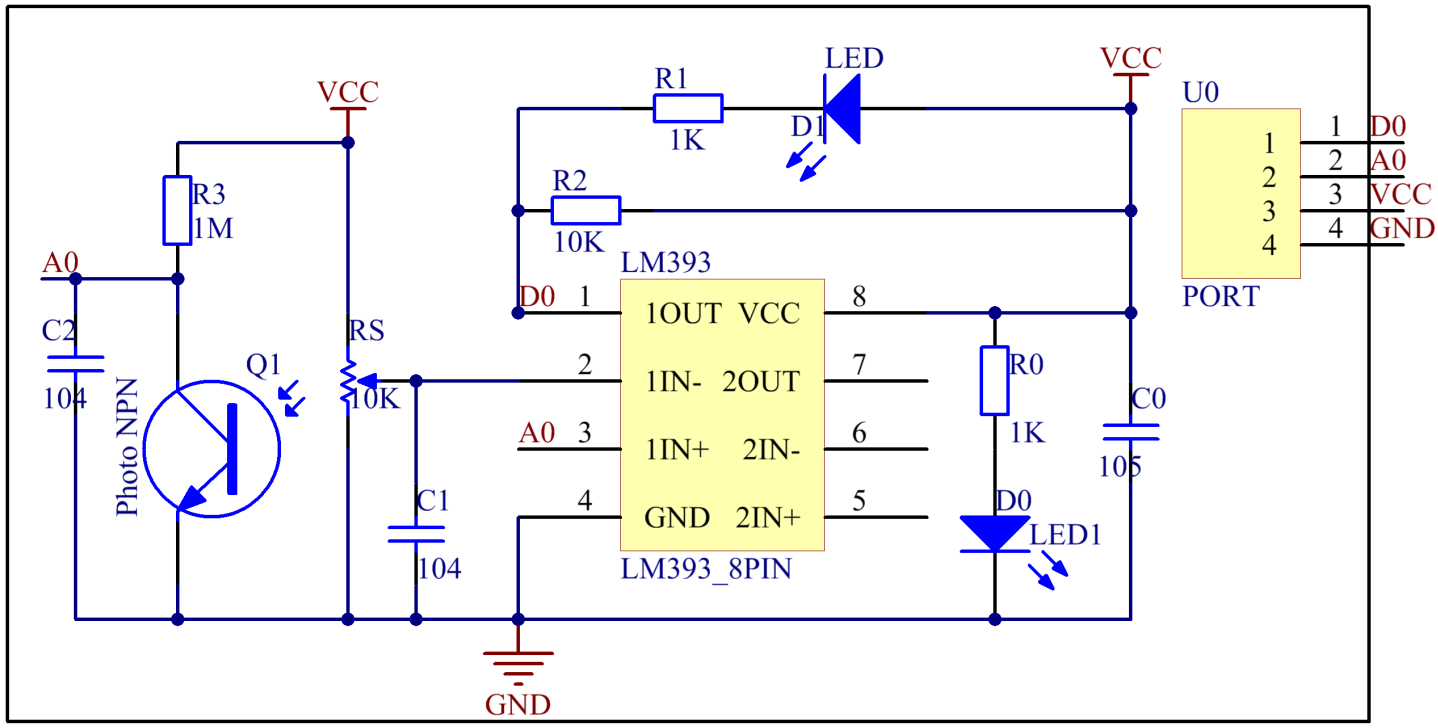 LED
VCC
R1
VCC
U0
D1
1K
1 D0
1
2 A0
R2
2
3 VCC
R3
3
4 GND
1M
10K
4
A0
LM393
PORT
D0 1
1OUT VCC
8
C2
RS
Q1
2
1IN- 2OUT
7
R0
104
10K
C0
Photo NPN
A0 3
1IN+ 2IN-
6
1K
105
C1
4
GND 2IN+
5
D0
LED1
104
LM393_8PIN
GND